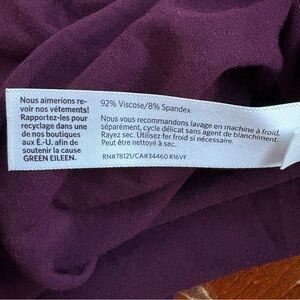 Nous aimerions re-
voir nos vêtements!
Rapportez-les pour
recyclage dans une
de nos boutiques
aux É.-U. afin de
soutenir la cause
GREEN EILEEN.
92% Viscose/8% Spandex
Nous vous recommandons lavage en machine à froid,
séparément, cycle délicat sans agent de blanchiment.
Rayez sec. Utilisez fer froid si nécessaire.
Peut être nettoyé à sec.
RN#78121/CA#34460 R16VF